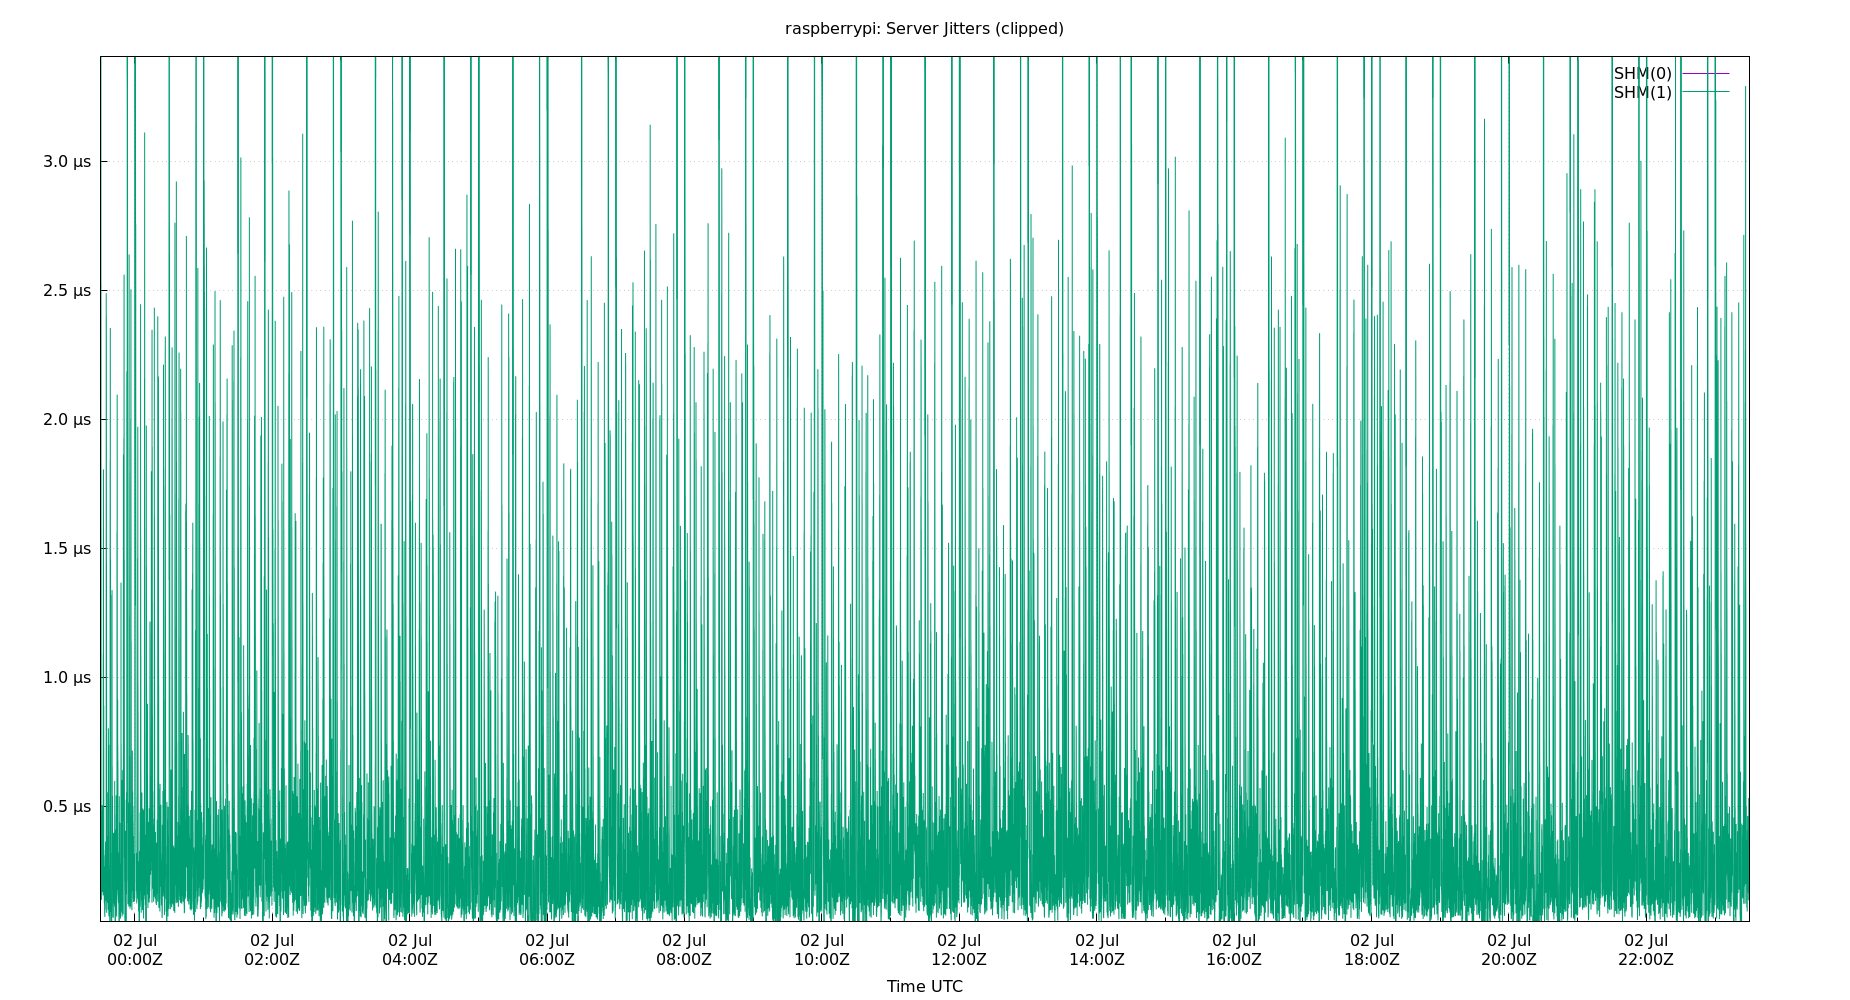 raspberrypi: Server Jitters (clipped)
SHM(0)
SHM(1)
3.0 µs
2.5 µs
2.0 µs
1.5 µs
1.0 µs
0.5 µs
02 Jul 02 Jul 02 Jul 02 Jul 02 Jul 02 Jul 02 Jul 02 Jul 02 Jul 02 Jul 02 Jul 02 Jul
00:00Z 02:00Z 04:00Z 06:00Z 08:00Z 10:00Z 12:00Z 14:00Z 16:00Z 18:00Z 20:00Z 22:00Z
Time UTC